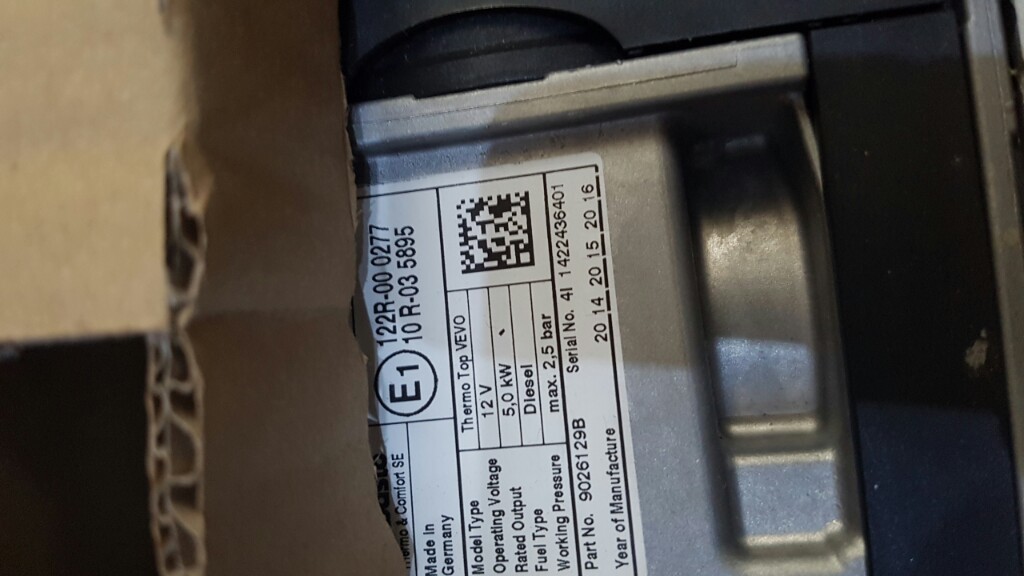 Thermo & Comfort SE
E1 122R-00 0277
10 R-03 5895
Made In
Germany
Model Type Thermo Top VEVO
Operating Voltage 12 V
Rated Output 5,0 kW
Fuel Type Diesel
Working Pressure max. 2,5 bar
Part No. 9026129B Serial No. 4I 1422436401
Year of Manufacture 20 14 20 15 20 16